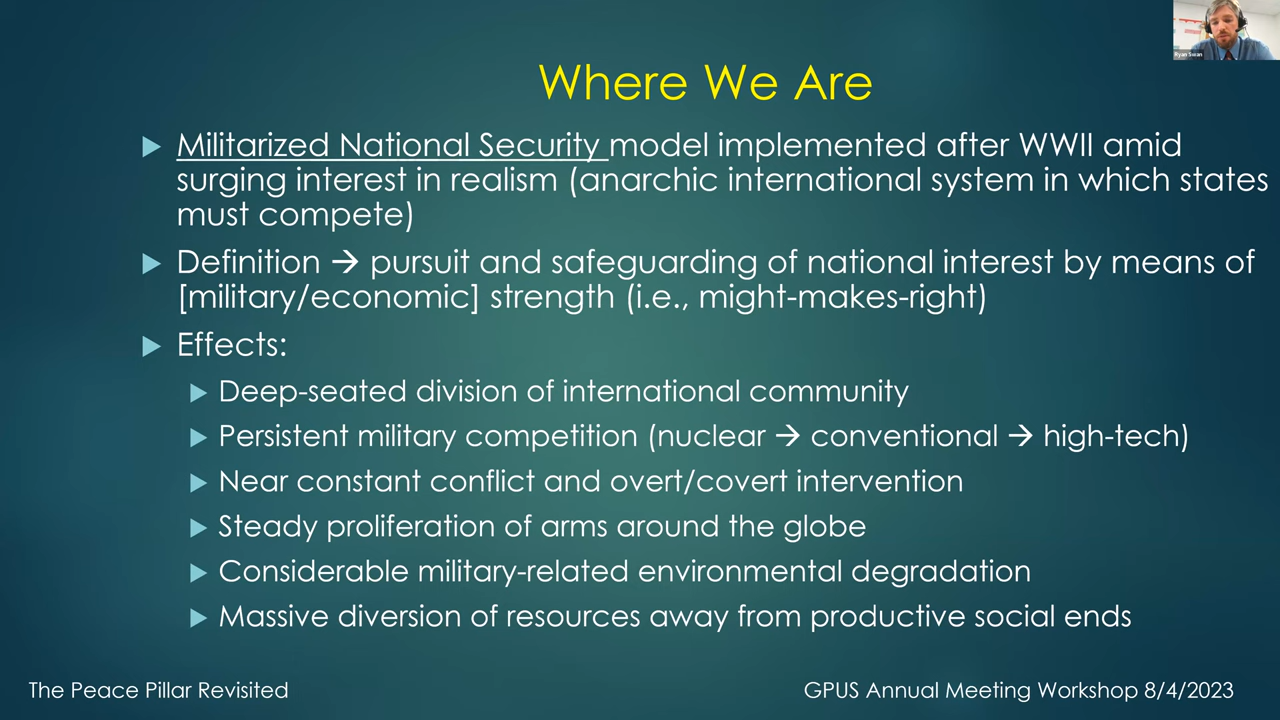 Ryan Swan
Where We Are
Militarized National Security model implemented after WWII amid
surging interest in realism (anarchic international system in which states
must compete)
Definition → pursuit and safeguarding of national interest by means of
[military/economic] strength (i.e., might-makes-right)
Effects:
Deep-seated division of international community
Persistent military competition (nuclear → conventional → high-tech)
Near constant conflict and overt/covert intervention
Steady proliferation of arms around the globe
Considerable military-related environmental degradation
Massive diversion of resources away from productive social ends
The Peace Pillar Revisited
GPUS Annual Meeting Workshop 8/4/2023